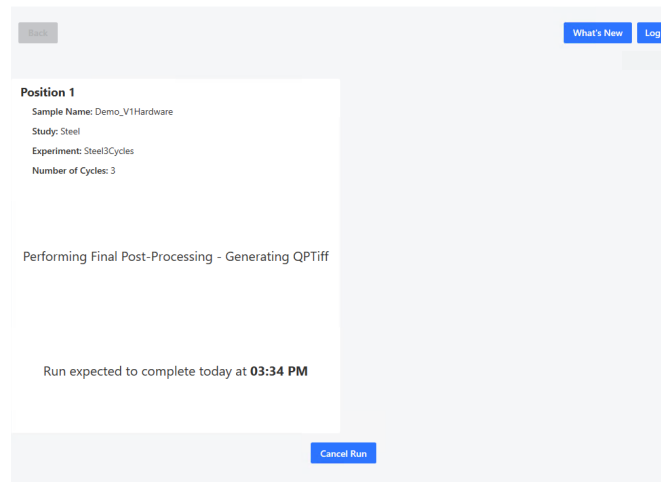 Back
What's New
Log
Position 1
Sample Name: Demo_V1Hardware
Study: Steel
Experiment: Steel3Cycles
Number of Cycles: 3
Performing Final Post-Processing - Generating QPTiff
Run expected to complete today at 03:34 PM
Cancel Run